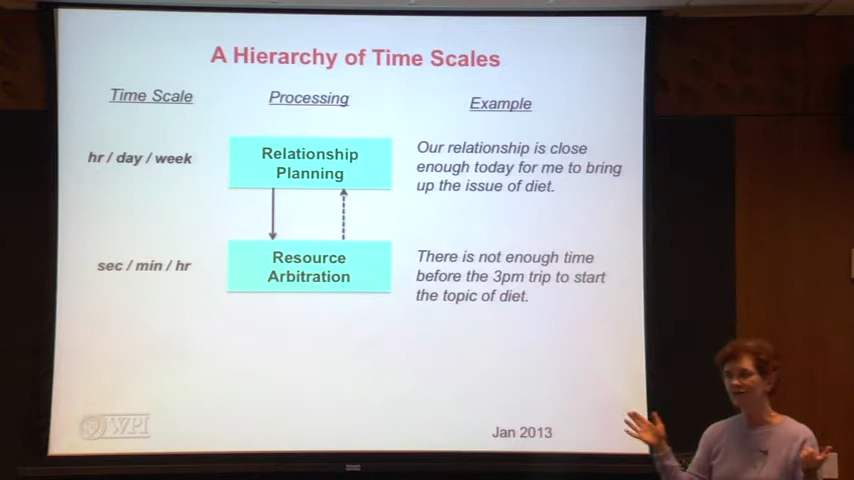 A Hierarchy of Time Scales
Time Scale Processing Example
hr / day / week
Relationship
Planning
Our relationship is close
enough today for me to bring
up the issue of diet.
sec / min / hr
Resource
Arbitration
There is not enough time
before the 3pm trip to start
the topic of diet.
WPI
Jan 2013